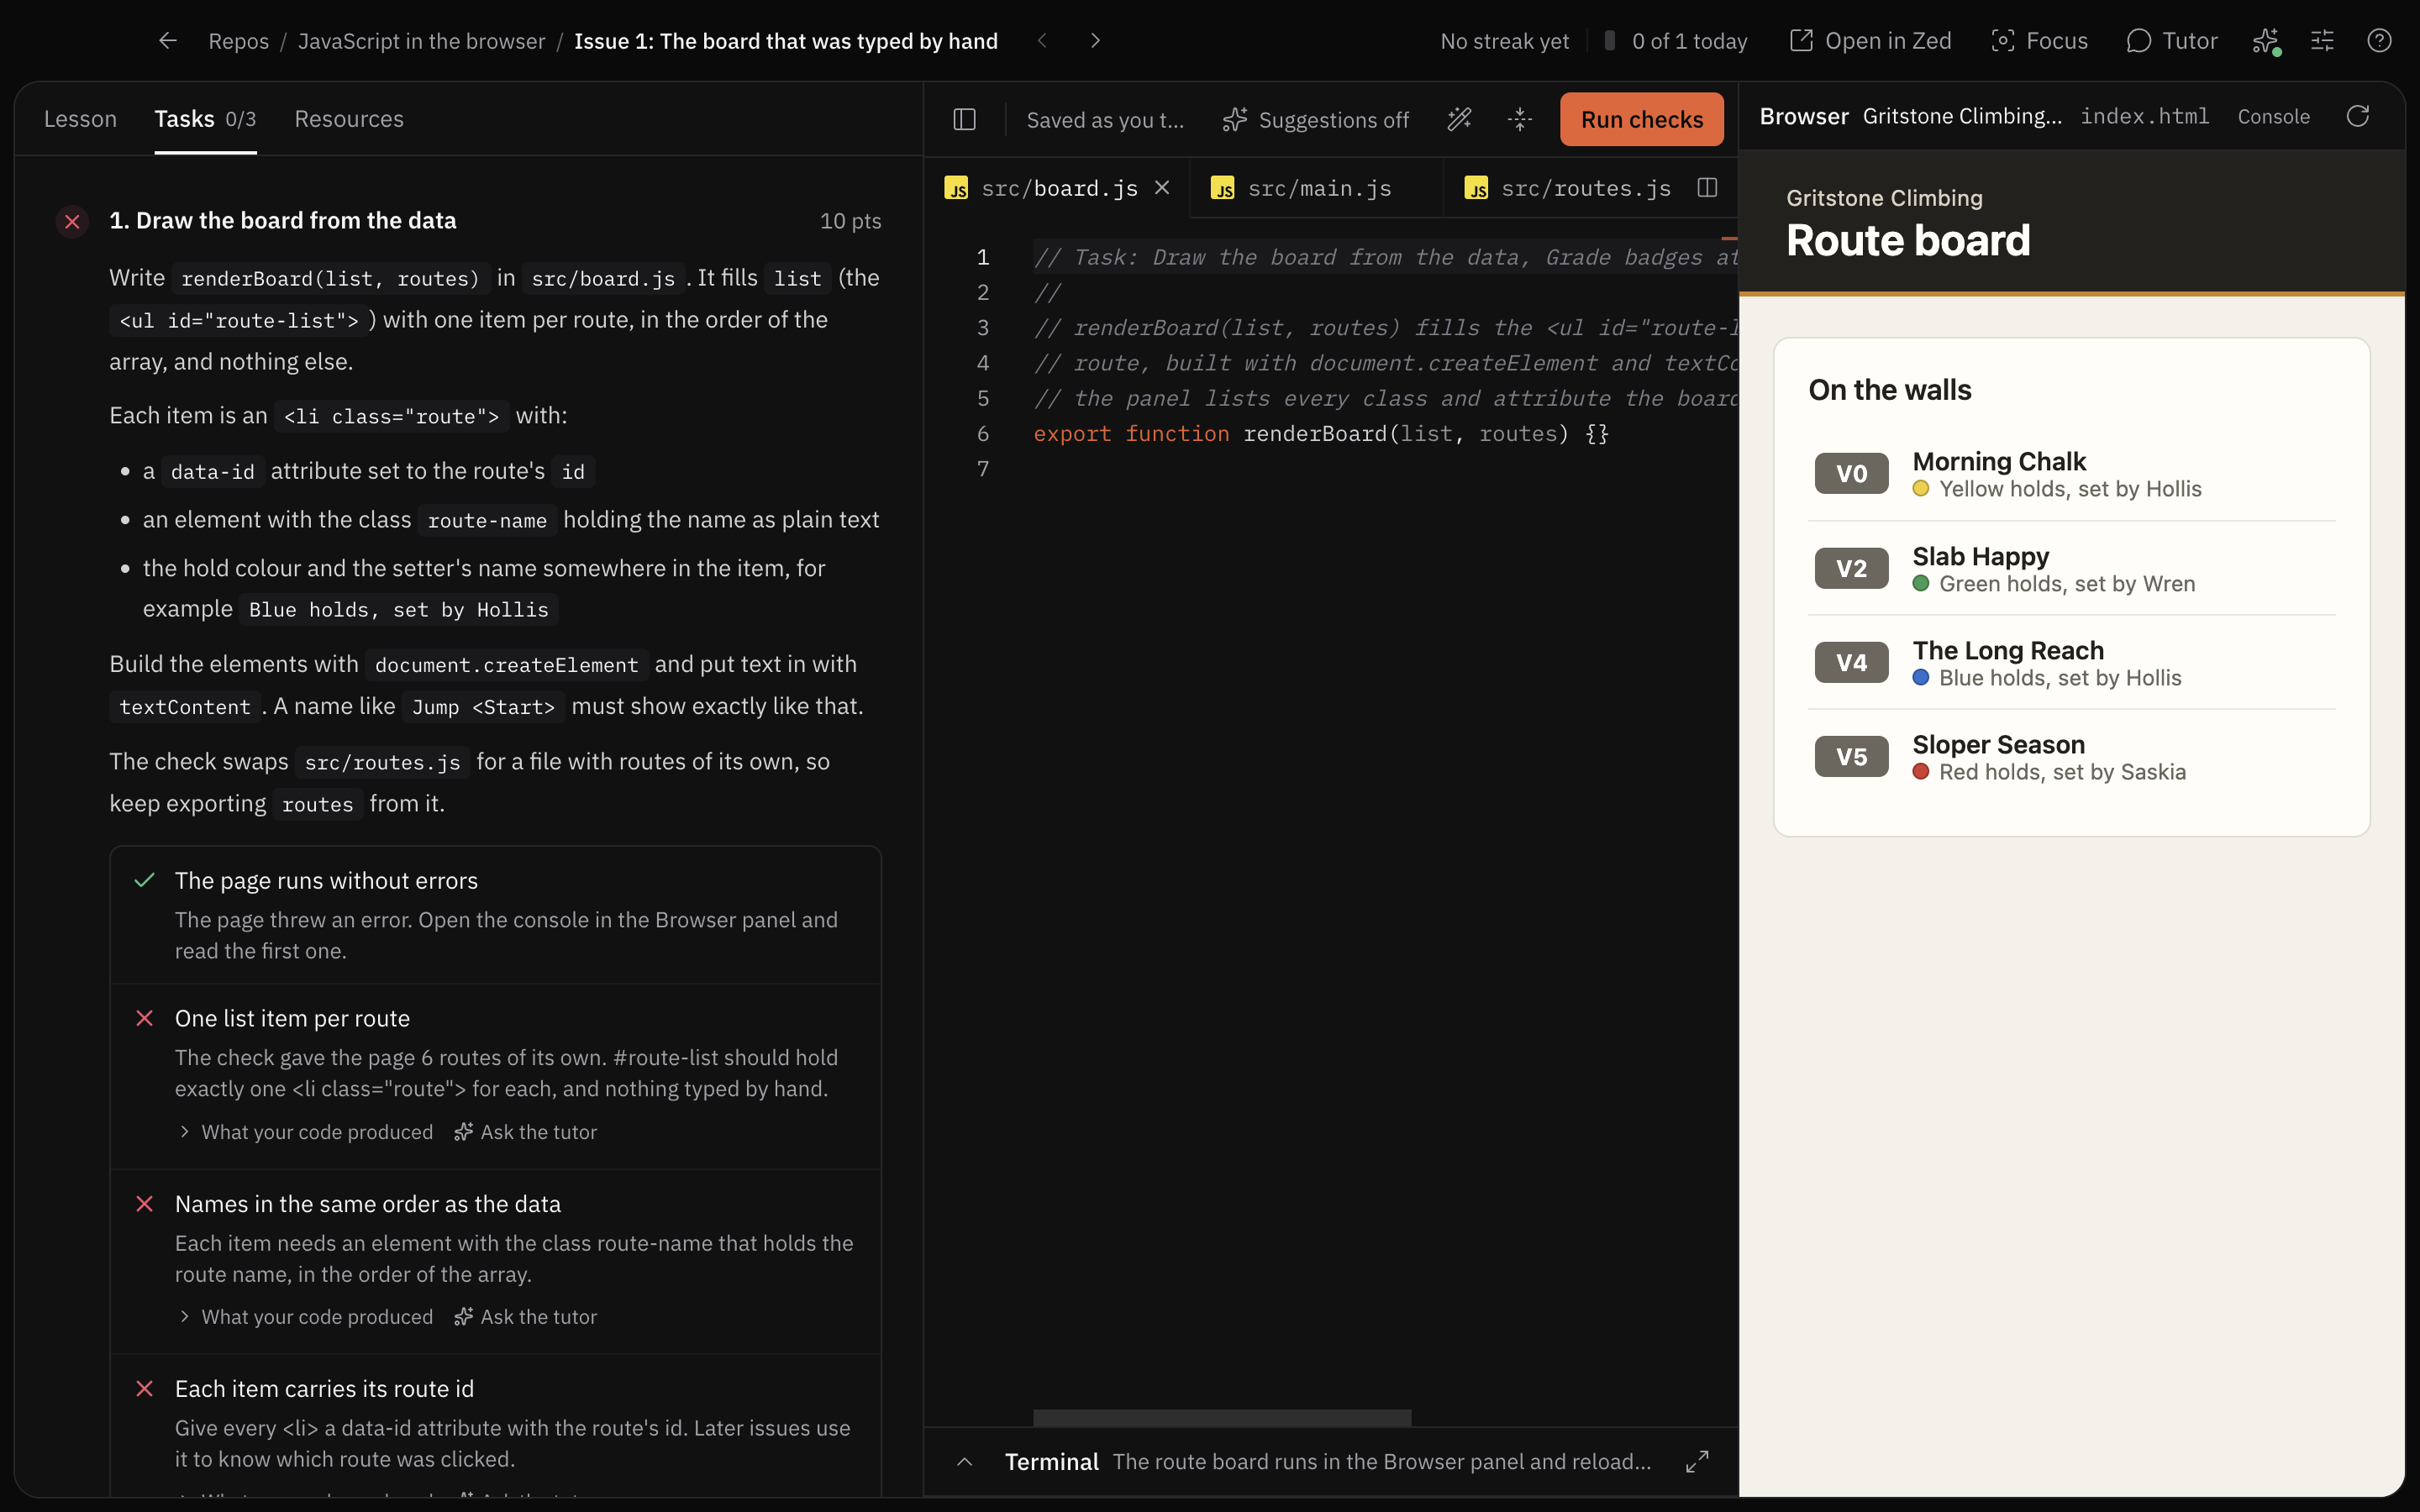 Repos / JavaScript in the browser / Issue 1: The board that was typed by hand
No streak yet
0 of 1 today
Open in Zed
Focus
Tutor
Lesson
Tasks 0/3
Resources
1. Draw the board from the data
10 pts
Write renderBoard(list, routes) in src/board.js. It fills list (the
<ul id="route-list">) with one item per route, in the order of the
array, and nothing else.
Each item is an <li class="route"> with:
• a data-id attribute set to the route's id
• an element with the class route-name holding the name as plain text
• the hold colour and the setter's name somewhere in the item, for
example Blue holds, set by Hollis
Build the elements with document.createElement and put text in with
textContent. A name like Jump <Start> must show exactly like that.
The check swaps src/routes.js for a file with routes of its own, so
keep exporting routes from it.
The page runs without errors
The page threw an error. Open the console in the Browser panel and
read the first one.
One list item per route
The check gave the page 6 routes of its own. #route-list should hold
exactly one <li class="route"> for each, and nothing typed by hand.
What your code produced
Ask the tutor
Names in the same order as the data
Each item needs an element with the class route-name that holds the
route name, in the order of the array.
What your code produced
Ask the tutor
Each item carries its route id
Give every <li> a data-id attribute with the route's id. Later issues use
it to know which route was clicked.
Saved as you t...
Suggestions off
Run checks
JS src/board.js
JS src/main.js
JS src/routes.js
1 // Task: Draw the board from the data, Grade badges at
2 //
3 // renderBoard(list, routes) fills the <ul id="route-l
4 // route, built with document.createElement and textCo
5 // the panel lists every class and attribute the board
6 export function renderBoard(list, routes) {}
7
Terminal The route board runs in the Browser panel and reload...
Browser Gritstone Climbing... index.html Console
Gritstone Climbing
Route board
On the walls
V0
Morning Chalk
Yellow holds, set by Hollis
V2
Slab Happy
Green holds, set by Wren
V4
The Long Reach
Blue holds, set by Hollis
V5
Sloper Season
Red holds, set by Saskia